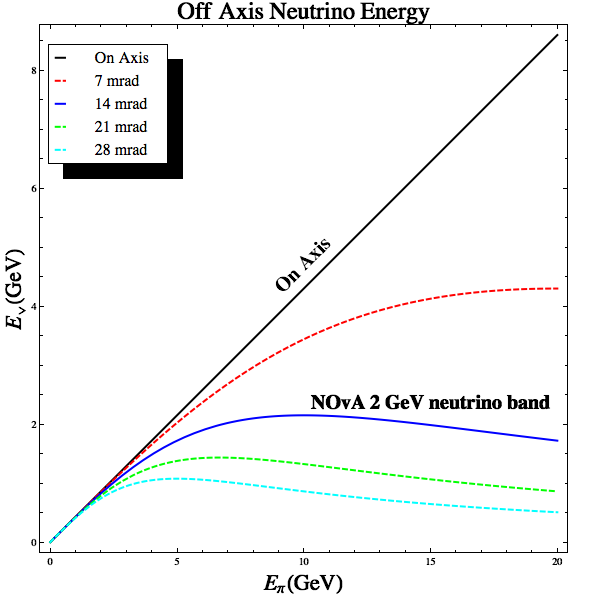 Off Axis Neutrino Energy
On Axis
7 mrad
14 mrad
21 mrad
28 mrad
8
6
4
2
0
E_ν(GeV)
On Axis
NOvA 2 GeV neutrino band
0 5 10 15 20
E_π(GeV)